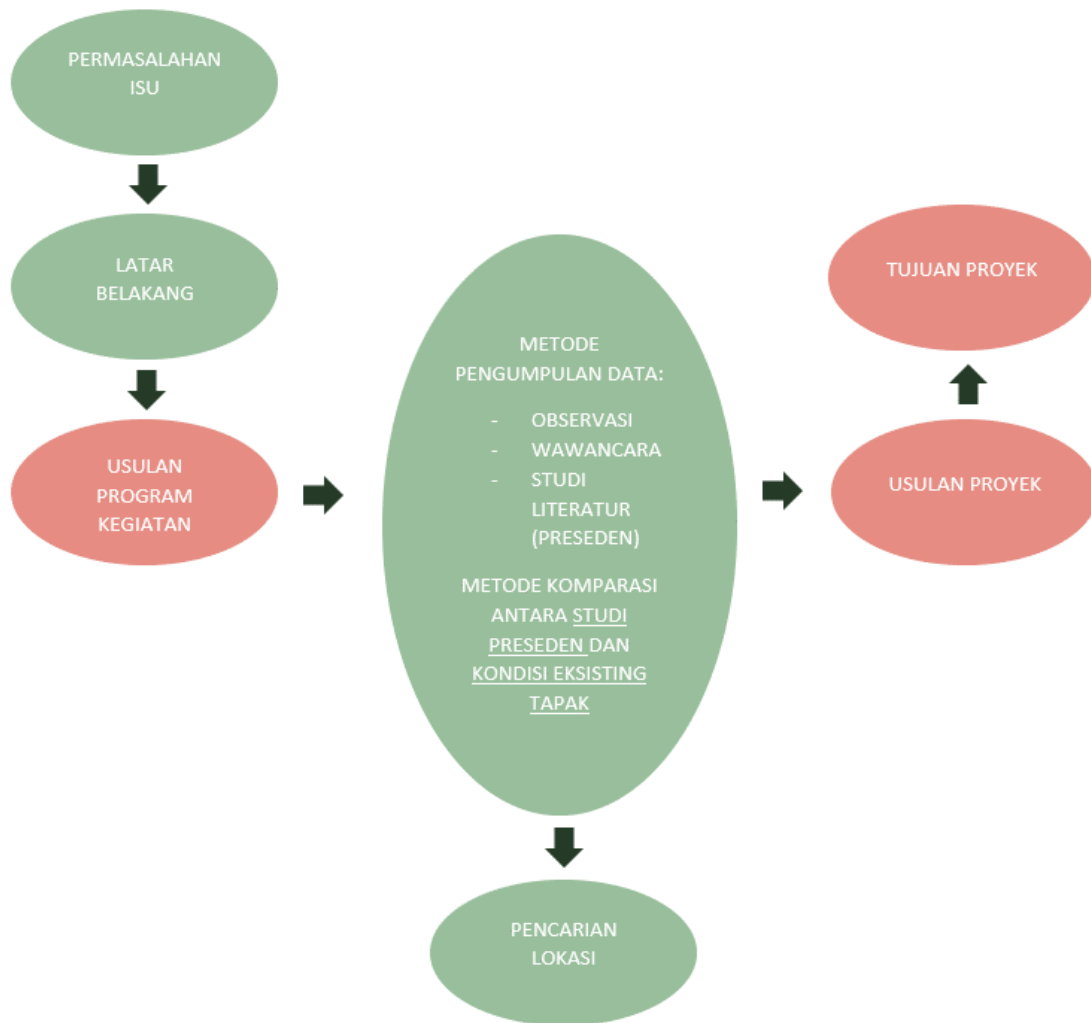 PERMASALAHAN
ISU
LATAR
BELAKANG
USULAN
PROGRAM
KEGIATAN
METODE
PENGUMPULAN DATA:
- OBSERVASI
- WAWANCARA
- STUDI
LITERATUR
(PRESEDEN)
METODE KOMPARASI
ANTARA STUDI
PRESEDEN DAN
KONDISI EKSISTING
TAPAK
PENCARIAN
LOKASI
USULAN PROYEK
TUJUAN PROYEK